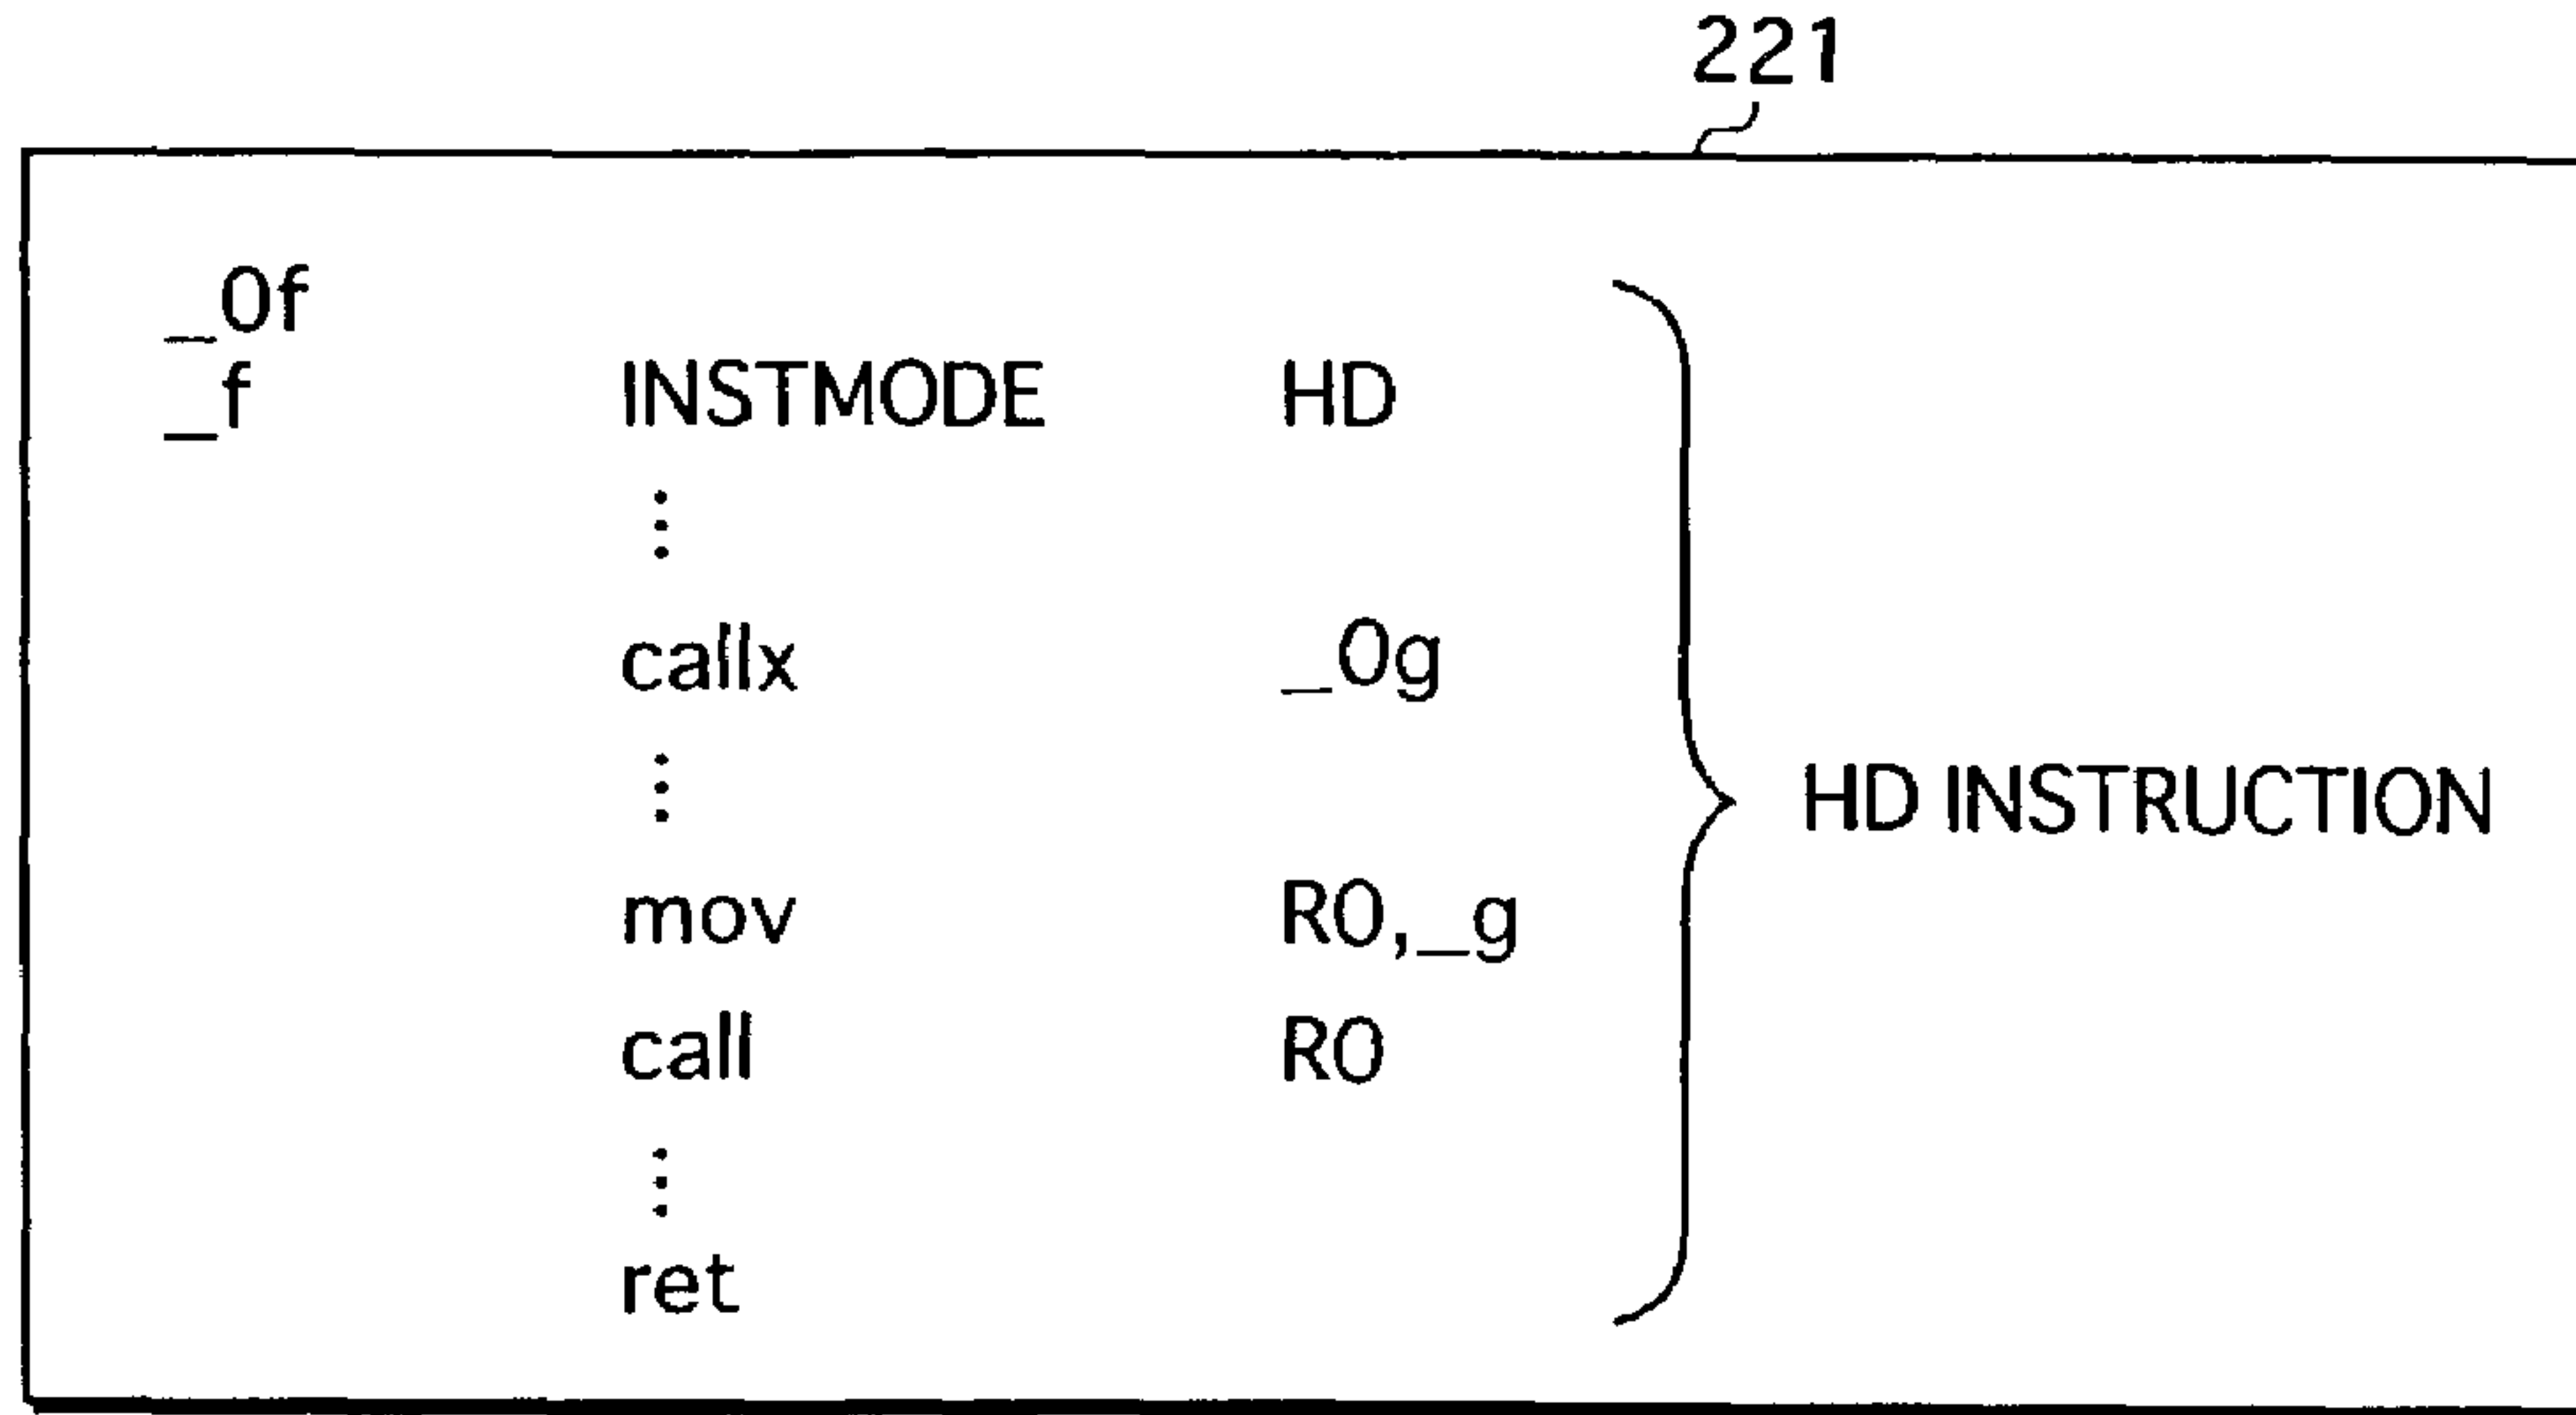 221
_0f
_f INSTMODE HD
⋮
callx _0g
⋮
HD INSTRUCTION
mov R0,_g
call R0
⋮
ret